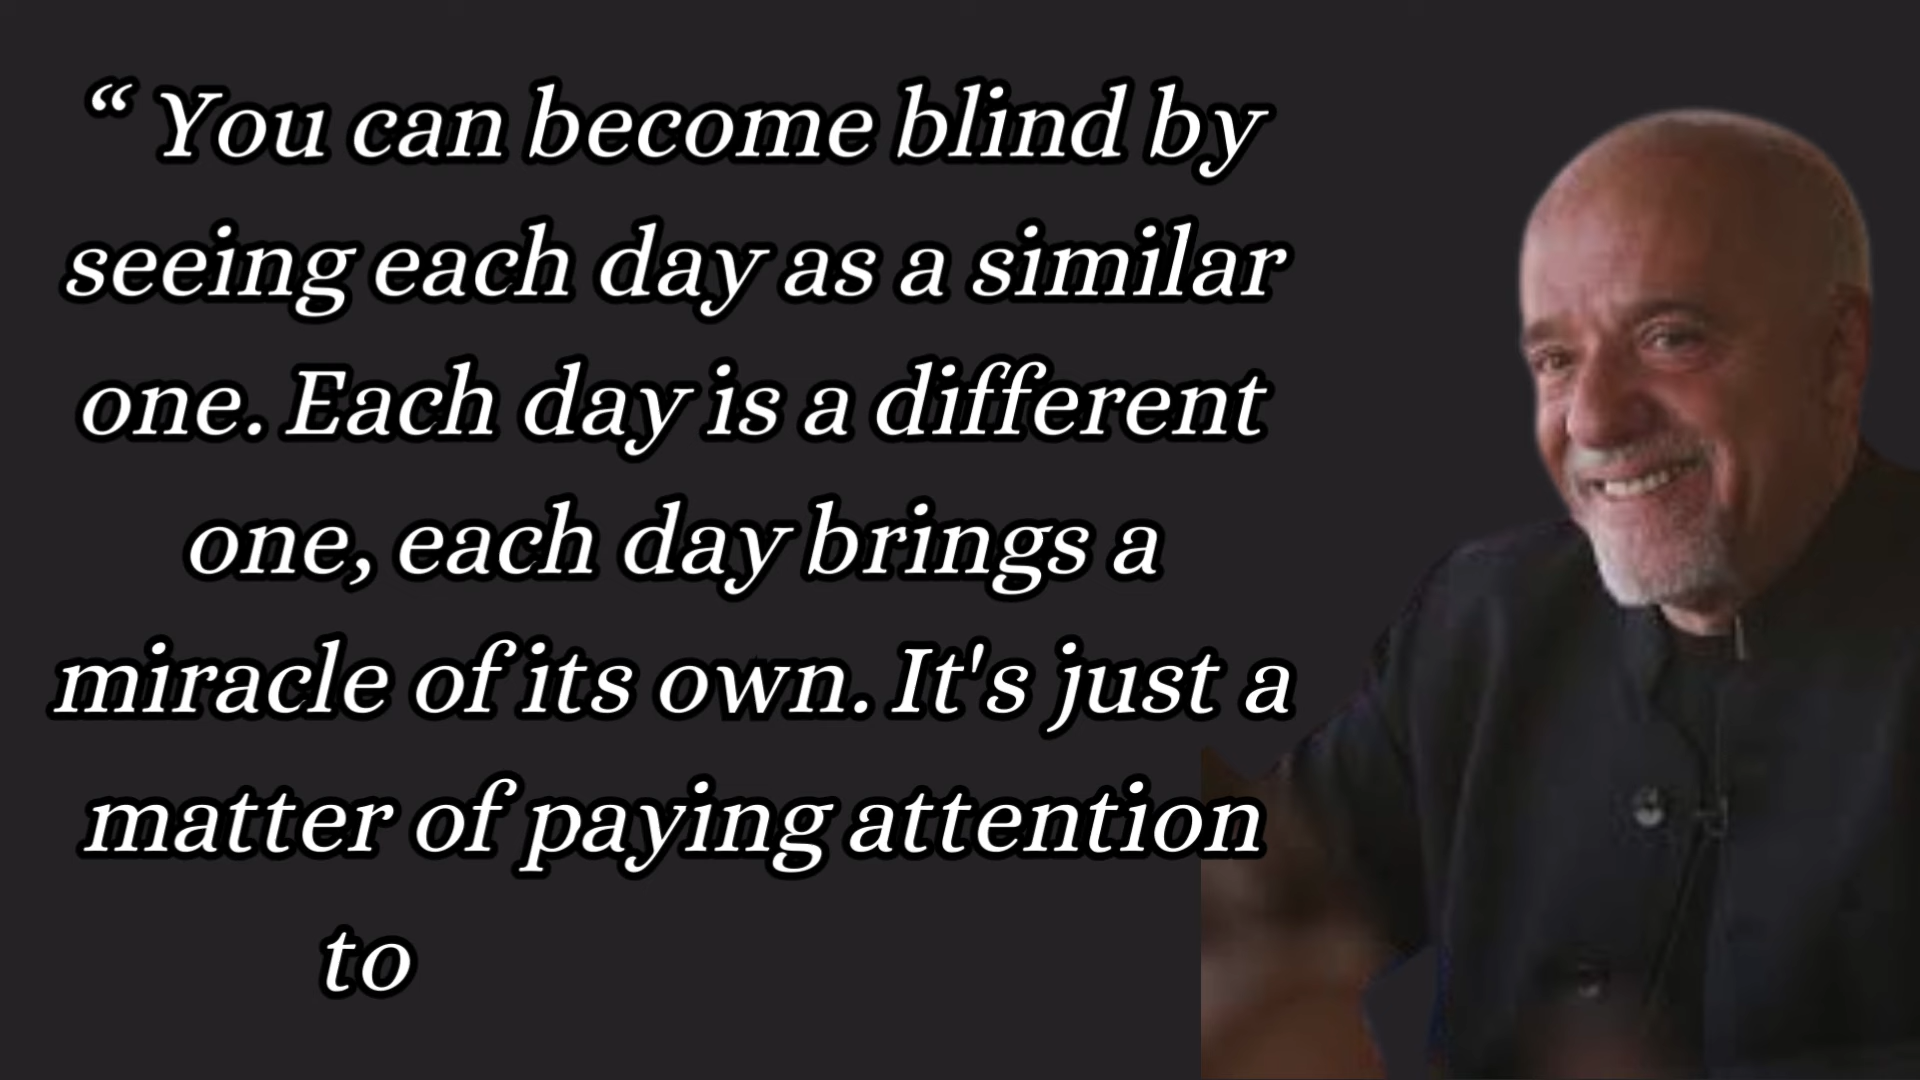 “ You can become blind by
seeing each day as a similar
one. Each day is a different
one, each day brings a
miracle of its own. It's just a
matter of paying attention
to